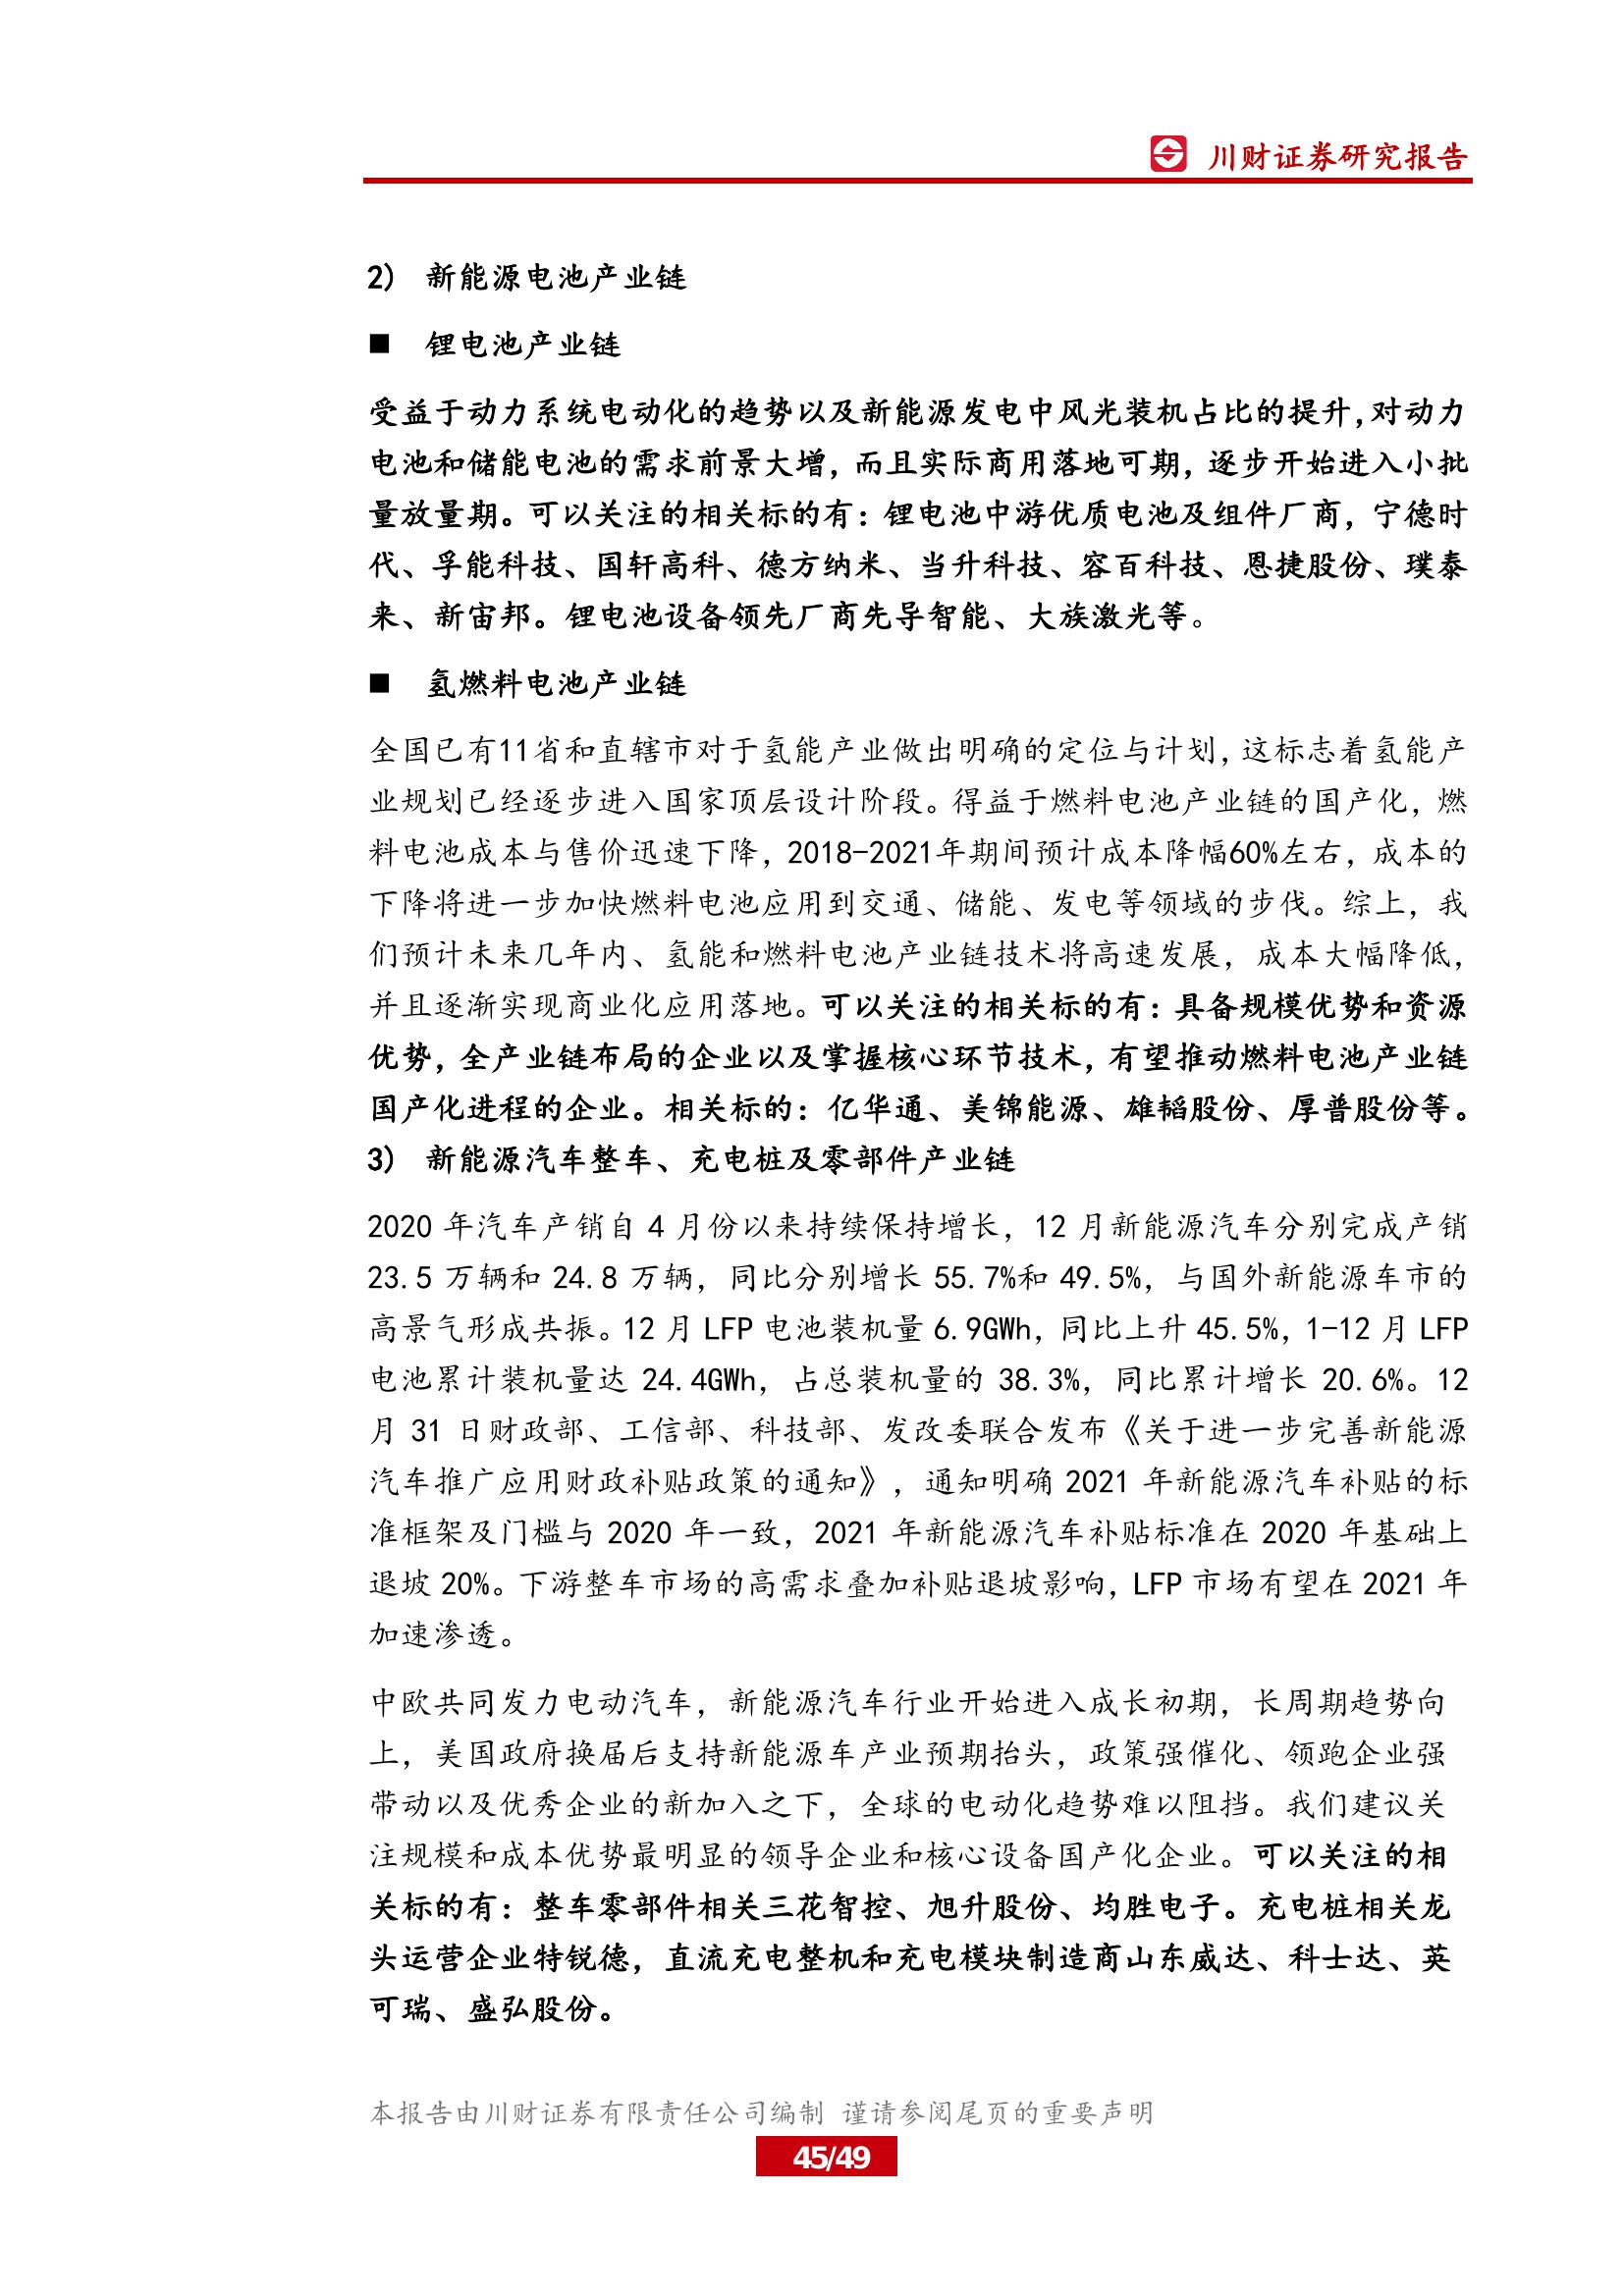 川财证券研究报告
2) 新能源电池产业链
■ 锂电池产业链
受益于动力系统电动化的趋势以及新能源发电中风光装机占比的提升，对动力
电池和储能电池的需求前景大增，而且实际商用落地可期，逐步开始进入小批
量放量期。可以关注的相关标的有：锂电池中游优质电池及组件厂商，宁德时
代、孚能科技、国轩高科、德方纳米、当升科技、容百科技、恩捷股份、璞泰
来、新宙邦。锂电池设备领先厂商先导智能、大族激光等。
■ 氢燃料电池产业链
全国已有11省和直辖市对于氢能产业做出明确的定位与计划，这标志着氢能产
业规划已经逐步进入国家顶层设计阶段。得益于燃料电池产业链的国产化，燃
料电池成本与售价迅速下降，2018-2021年期间预计成本降幅60%左右，成本的
下降将进一步加快燃料电池应用到交通、储能、发电等领域的步伐。综上，我
们预计未来几年内、氢能和燃料电池产业链技术将高速发展，成本大幅降低，
并且逐渐实现商业化应用落地。可以关注的相关标的有：具备规模优势和资源
优势，全产业链布局的企业以及掌握核心环节技术，有望推动燃料电池产业链
国产化进程的企业。相关标的：亿华通、美锦能源、雄韬股份、厚普股份等。
3) 新能源汽车整车、充电桩及零部件产业链
2020 年汽车产销自 4 月份以来持续保持增长，12 月新能源汽车分别完成产销
23.5 万辆和 24.8 万辆，同比分别增长 55.7%和 49.5%，与国外新能源车市的
高景气形成共振。12 月 LFP 电池装机量 6.9GWh，同比上升 45.5%，1-12 月 LFP
电池累计装机量达 24.4GWh，占总装机量的 38.3%，同比累计增长 20.6%。12
月 31 日财政部、工信部、科技部、发改委联合发布《关于进一步完善新能源
汽车推广应用财政补贴政策的通知》，通知明确 2021 年新能源汽车补贴的标
准框架及门槛与 2020 年一致，2021 年新能源汽车补贴标准在 2020 年基础上
退坡 20%。下游整车市场的高需求叠加补贴退坡影响，LFP 市场有望在 2021 年
加速渗透。
中欧共同发力电动汽车，新能源汽车行业开始进入成长初期，长周期趋势向
上，美国政府换届后支持新能源车产业预期抬头，政策强催化、领跑企业强
带动以及优秀企业的新加入之下，全球的电动化趋势难以阻挡。我们建议关
注规模和成本优势最明显的领导企业和核心设备国产化企业。可以关注的相
关标的有：整车零部件相关三花智控、旭升股份、均胜电子。充电桩相关龙
头运营企业特锐德，直流充电整机和充电模块制造商山东威达、科士达、英
可瑞、盛弘股份。
本报告由川财证券有限责任公司编制 谨请参阅尾页的重要声明
45/49